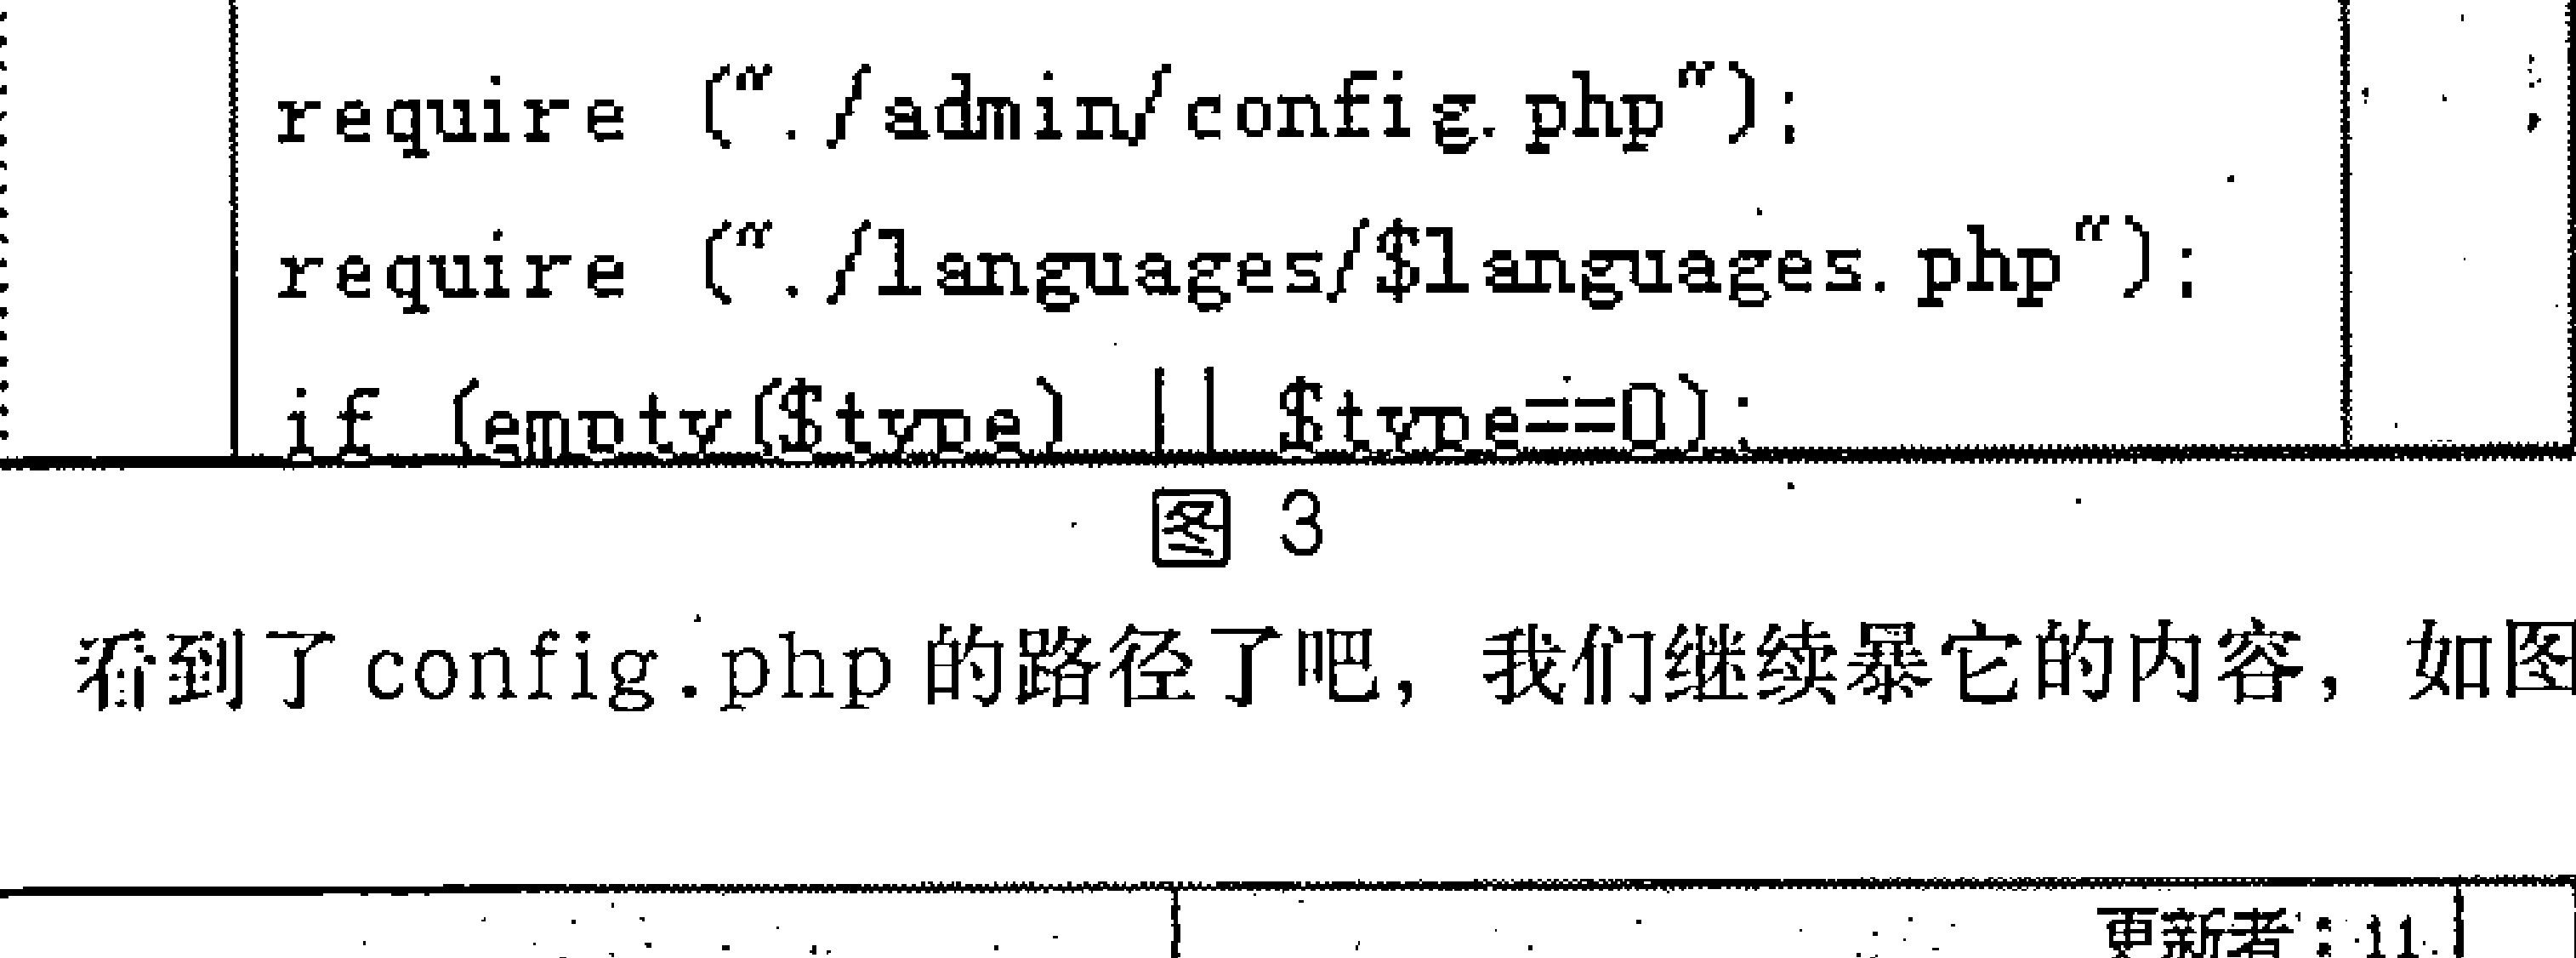 require ("./admin/config.php");
require ("./languages/$languages.php");
if (empty($type) || $type==0);
图 3
看到了config.php的路径了吧，我们继续暴它的内容，如图
更新者：11